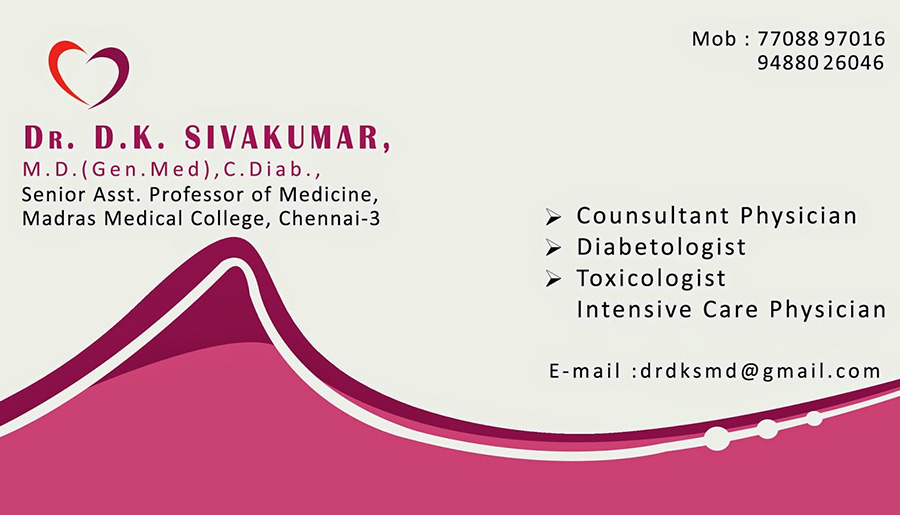 Mob : 77088 97016
94880 26046
DR. D.K. SIVAKUMAR,
M.D.(Gen.Med),C.Diab.,
Senior Asst. Professor of Medicine,
Madras Medical College, Chennai-3
➢ Counsultant Physician
➢ Diabetologist
➢ Toxicologist
Intensive Care Physician
E-mail :drdksmd@gmail.com